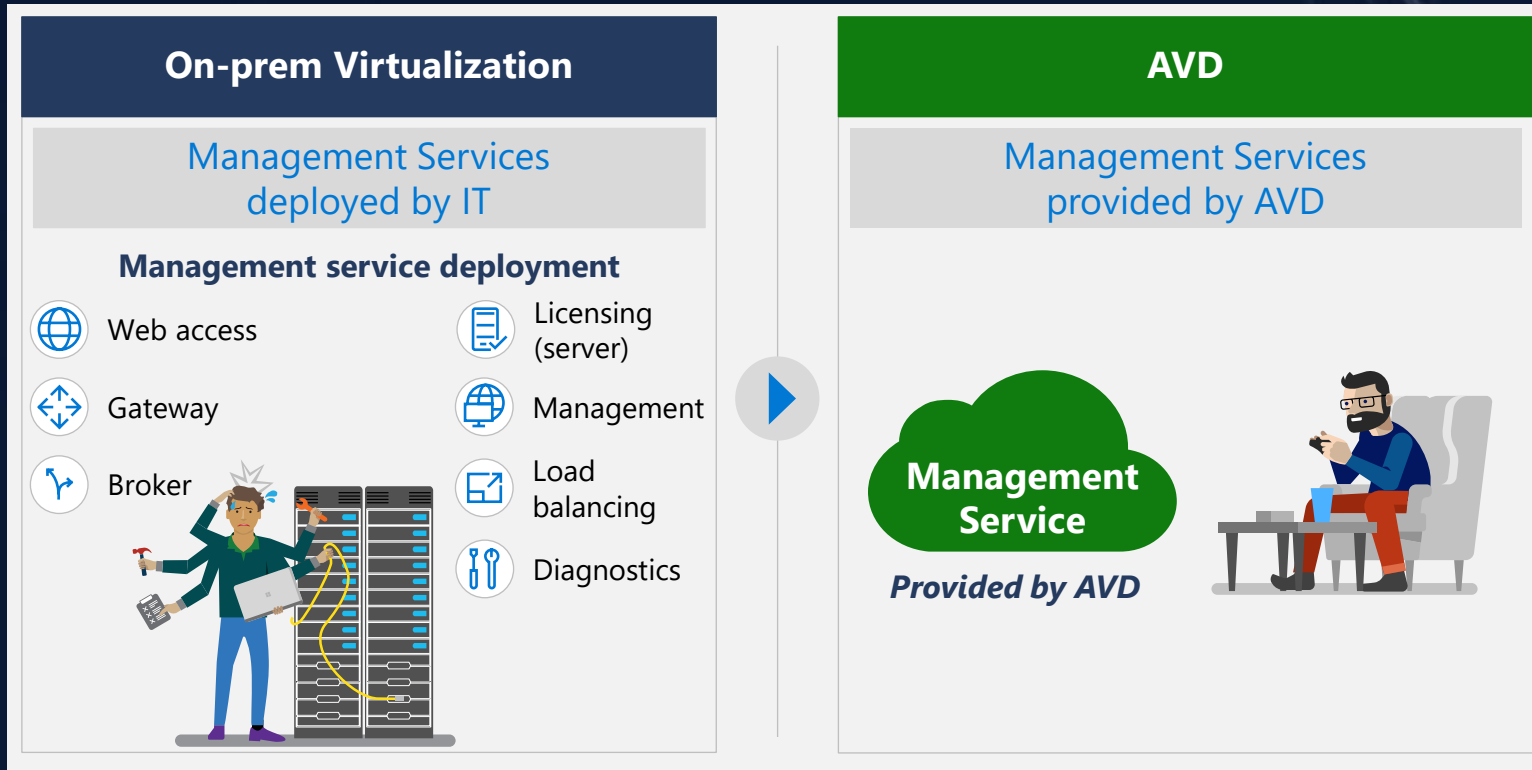 On-prem Virtualization
Management Services
deployed by IT
Management service deployment
Web access
Gateway
Broker
Licensing
(server)
Management
Load
balancing
Diagnostics
AVD
Management Services
provided by AVD
Management
Service
Provided by AVD